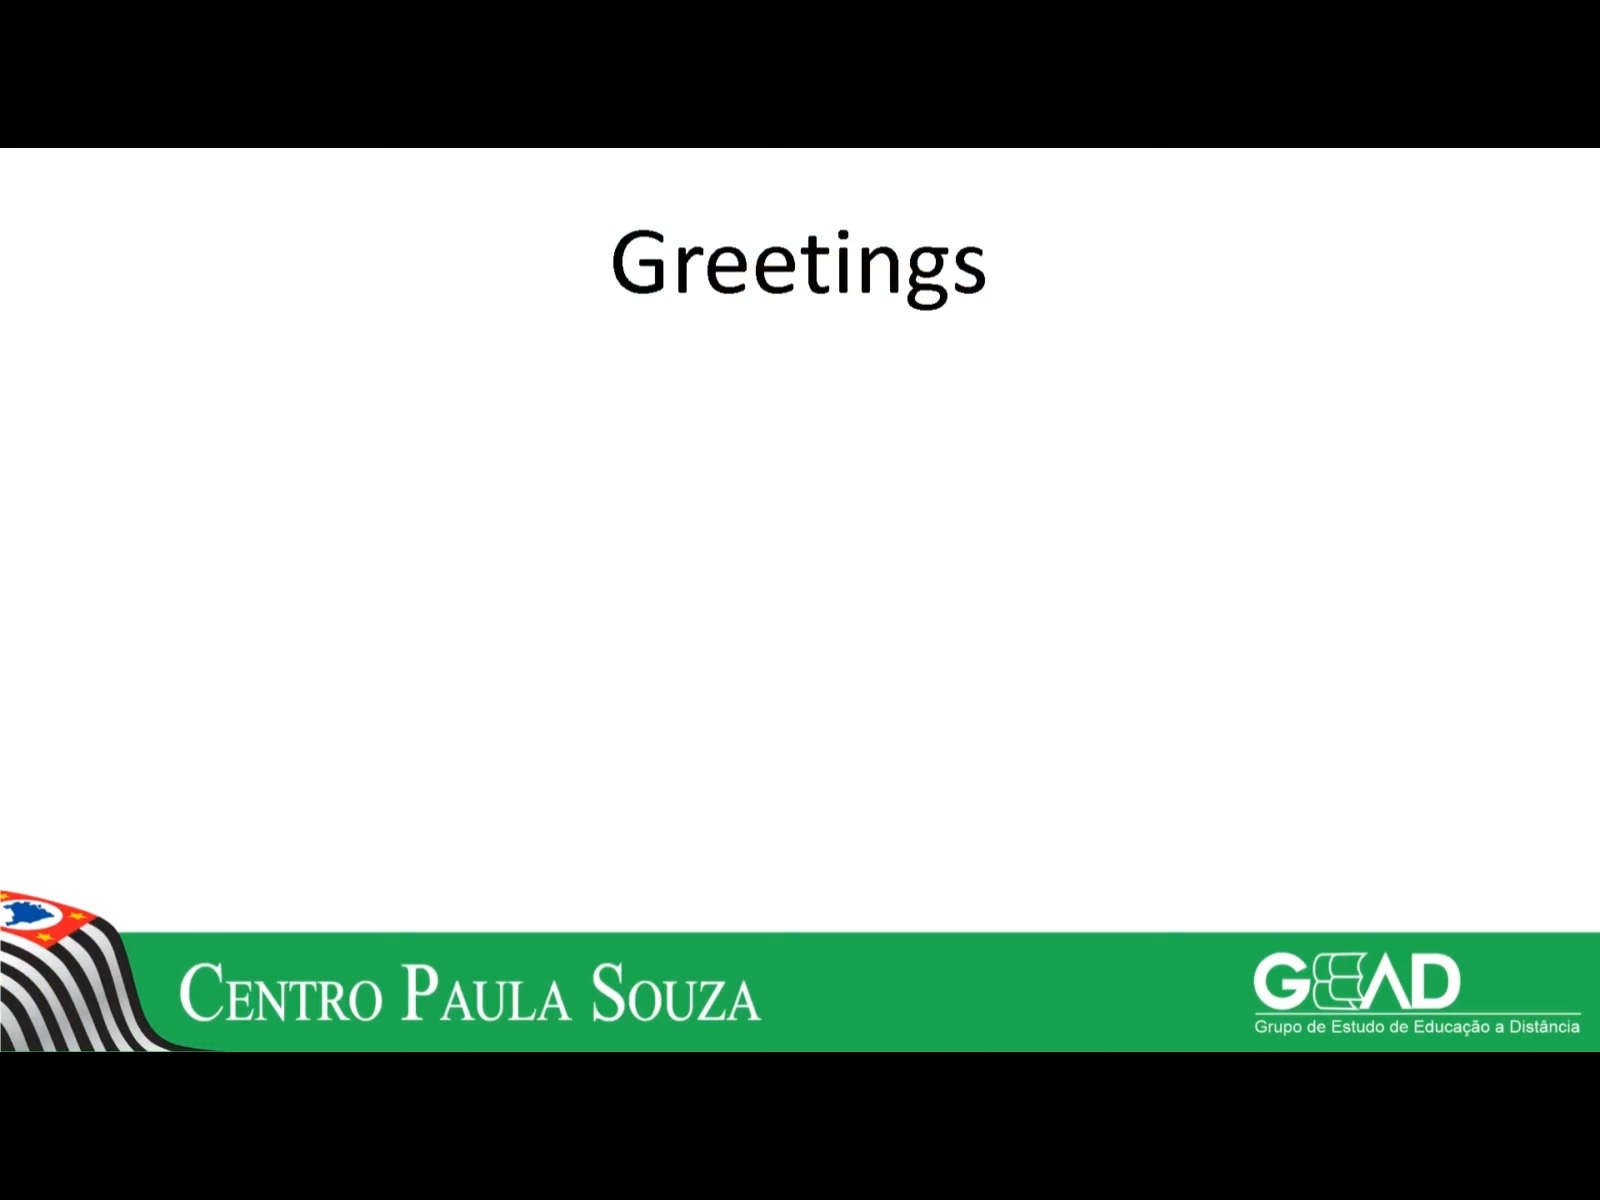 Greetings
CENTRO PAULA SOUZA
GEAD
Grupo de Estudo de Educação a Distância